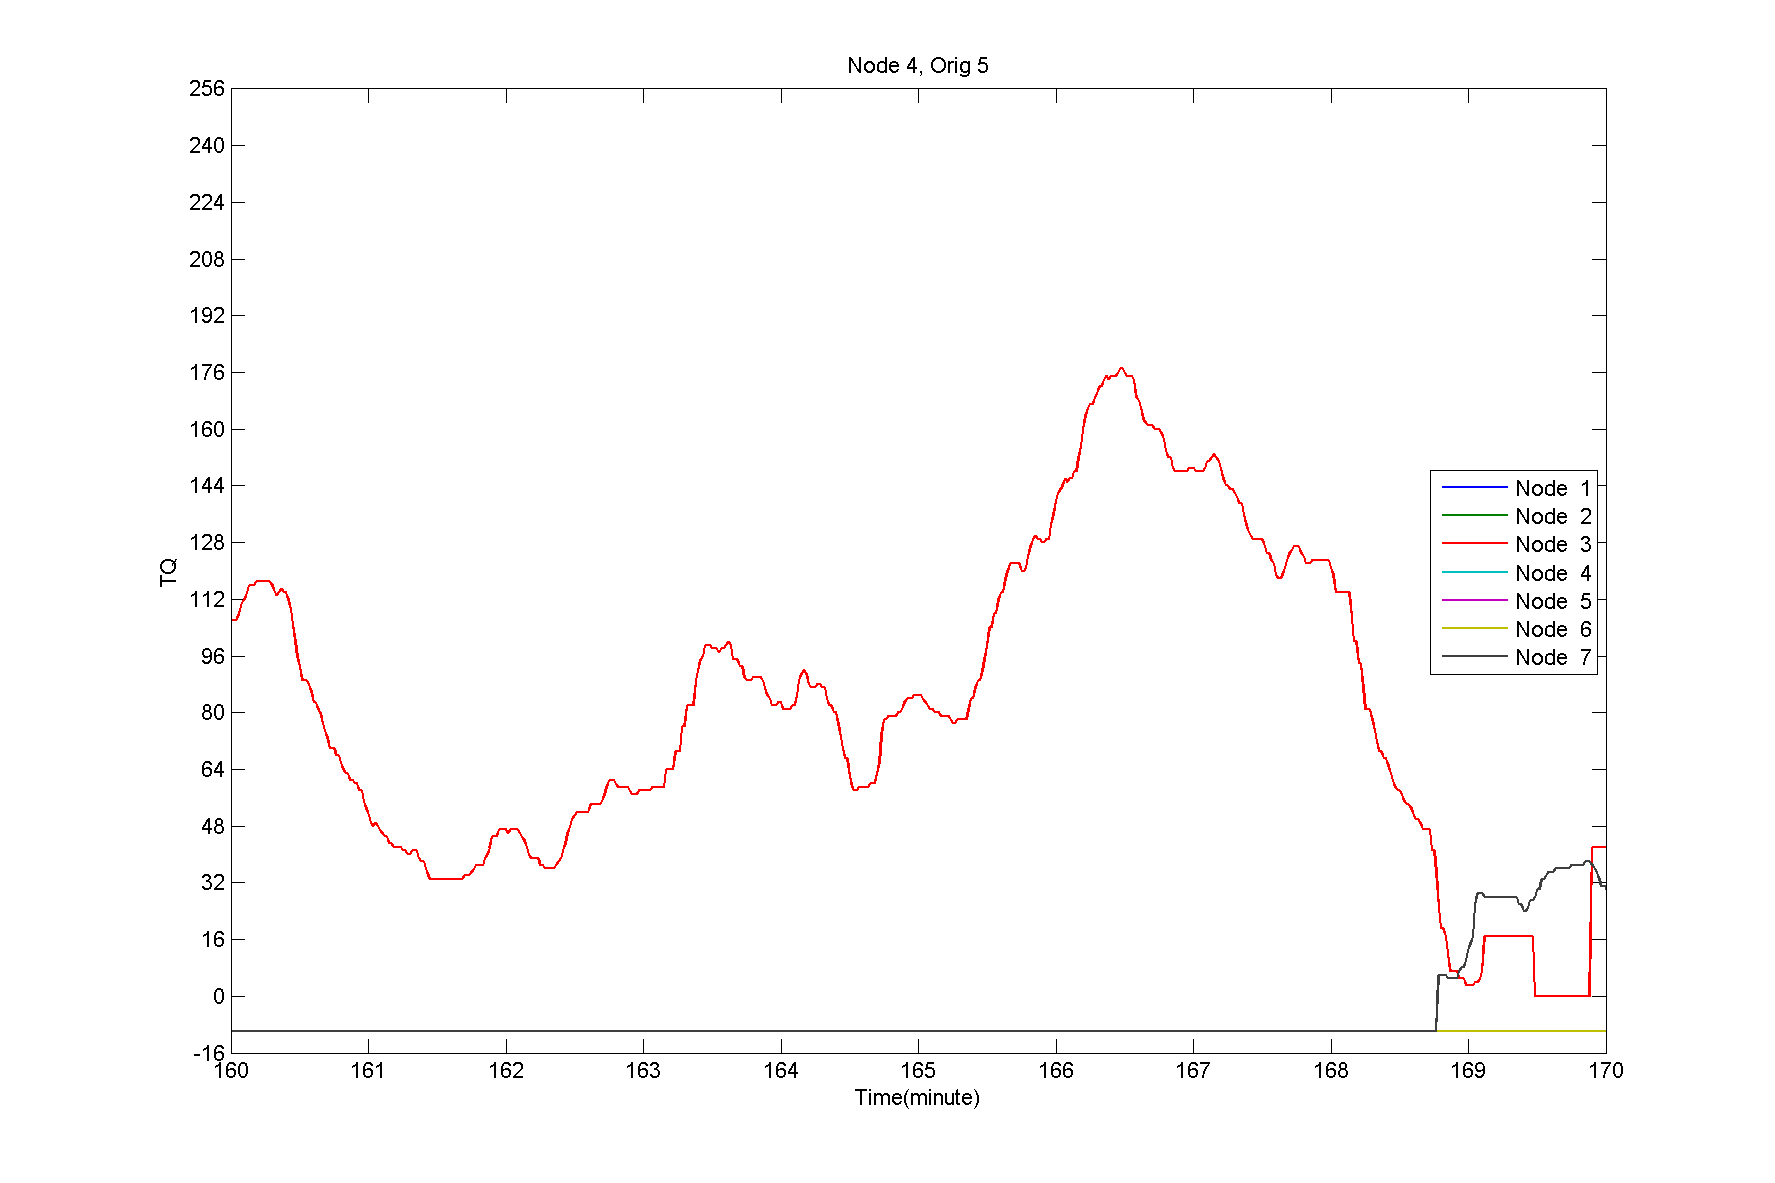 Node 4, Orig 5
256
240
224
208
192
176
160
144
128
112
96
80
64
48
32
16
0
-16
TQ
Node 1
Node 2
Node 3
Node 4
Node 5
Node 6
Node 7
160 161 162 163 164 165 166 167 168 169 170
Time(minute)